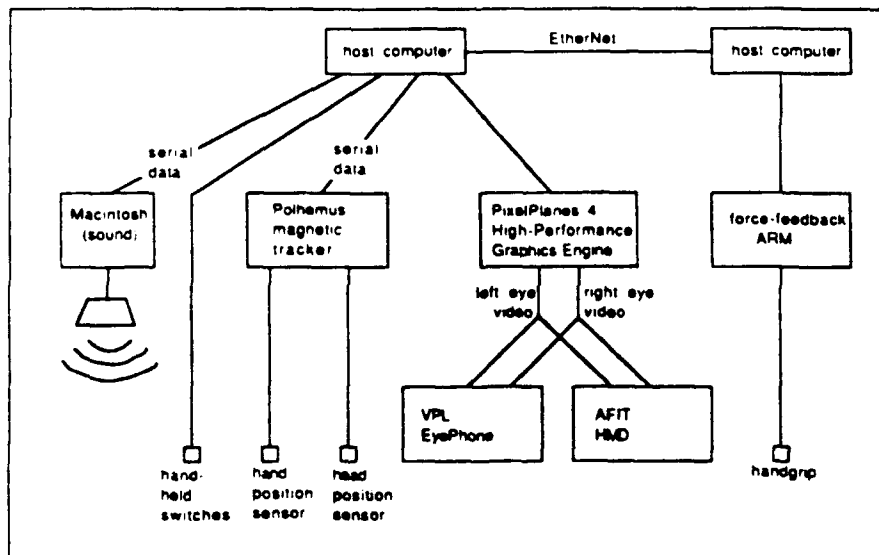 EtherNet
host computer
host computer
serial
data
serial
data
Macintosh
(sound)
Polhemus
magnetic
tracker
PixelPlanes 4
High-Performance
Graphics Engine
force-feedback
ARM
left eye
video
right eye
video
VPL
EyePhone
AFIT
HMD
hand-
held
switches
hand
position
sensor
head
position
sensor
handgrip